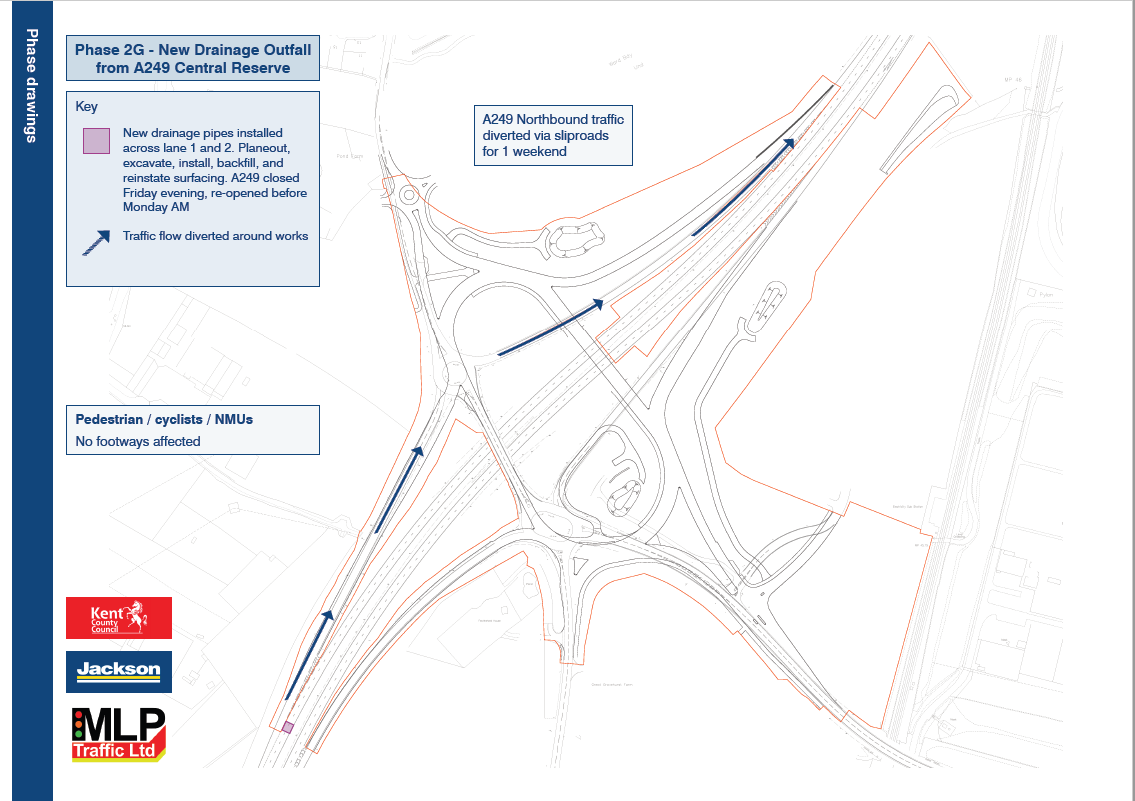 Phase drawings
Phase 2G - New Drainage Outfall
from A249 Central Reserve
Key
New drainage pipes installed
across lane 1 and 2. Planeout,
excavate, install, backfill, and
reinstate surfacing. A249 closed
Friday evening, re-opened before
Monday AM
Traffic flow diverted around works
A249 Northbound traffic
diverted via sliproads
for 1 weekend
Pedestrian / cyclists / NMUs
No footways affected
Kent
County
Council
Jackson
MLP
Traffic Ltd